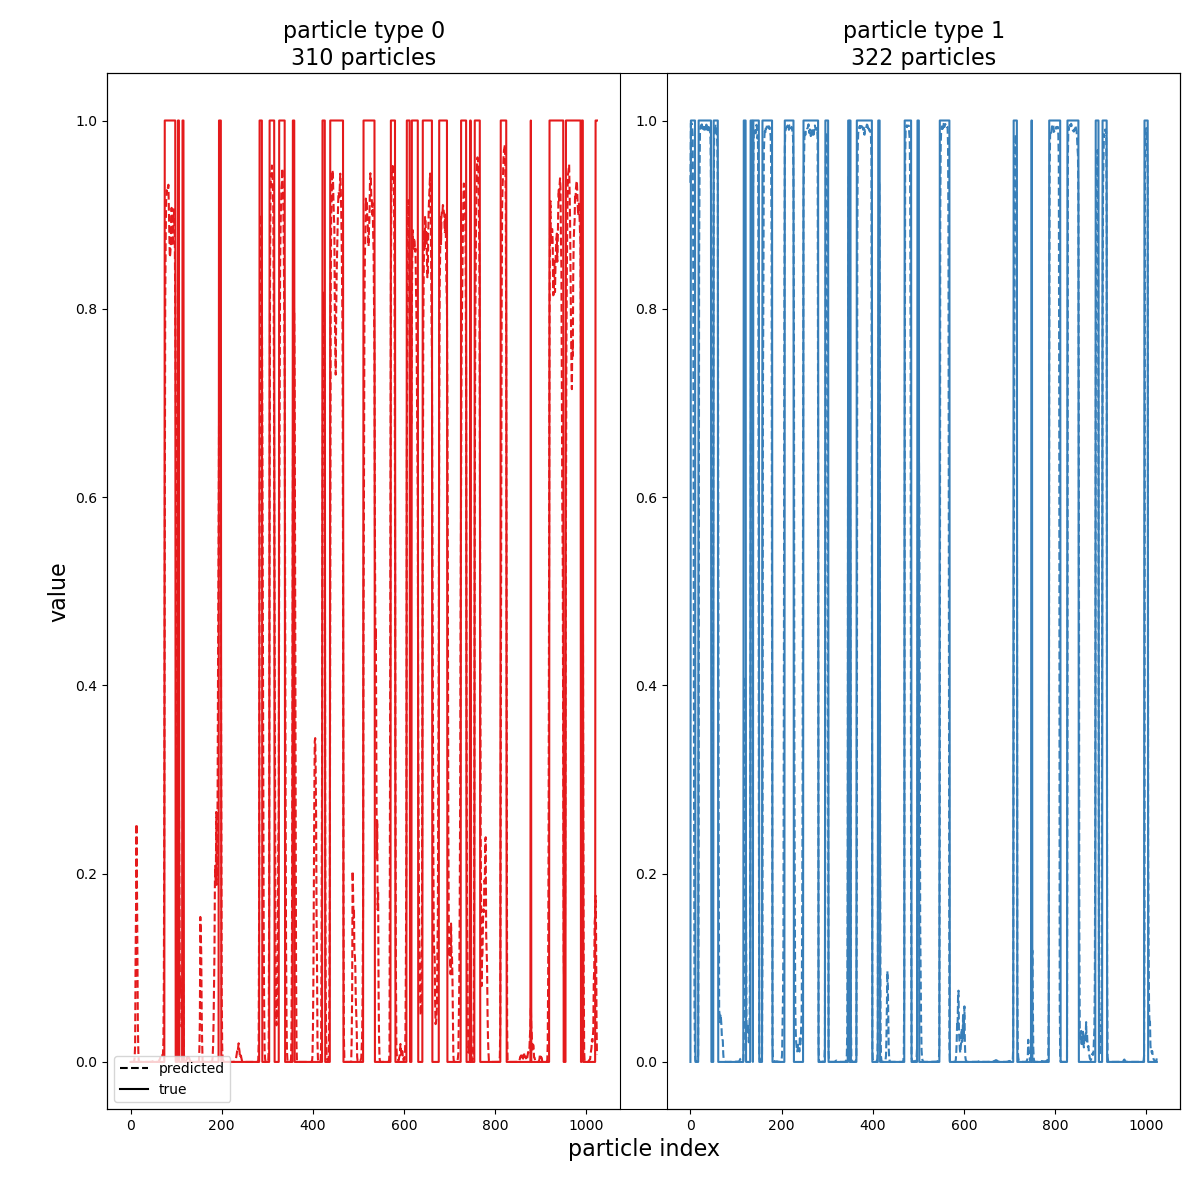 particle type 0
310 particles
particle type 1
322 particles
1.0
0.8
0.6
0.4
0.2
0.0
1.0
0.8
0.6
0.4
0.2
0.0
value
predicted
true
0 200 400 600 800 1000
0 200 400 600 800 1000
particle index